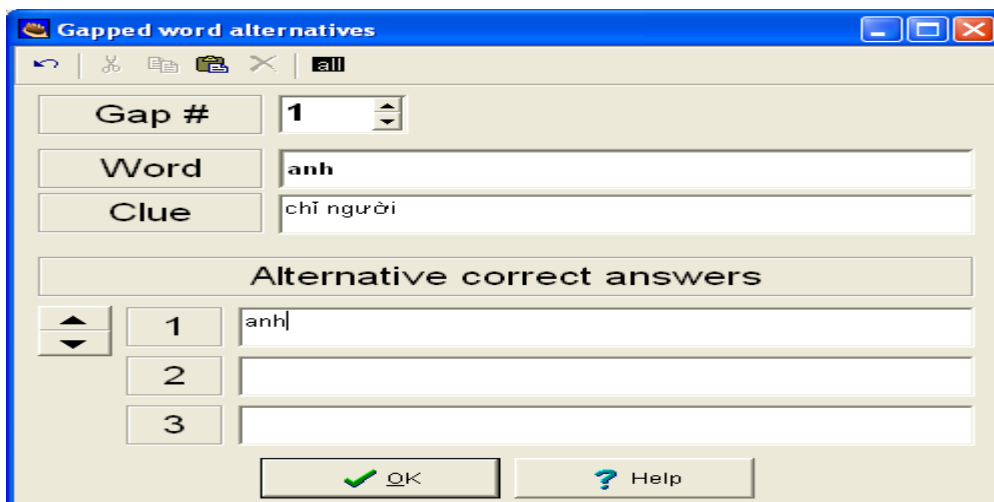 Gapped word alternatives
all
Gap # 1
Word anh
Clue chỉ người
Alternative correct answers
1 anh
2
3
OK ? Help